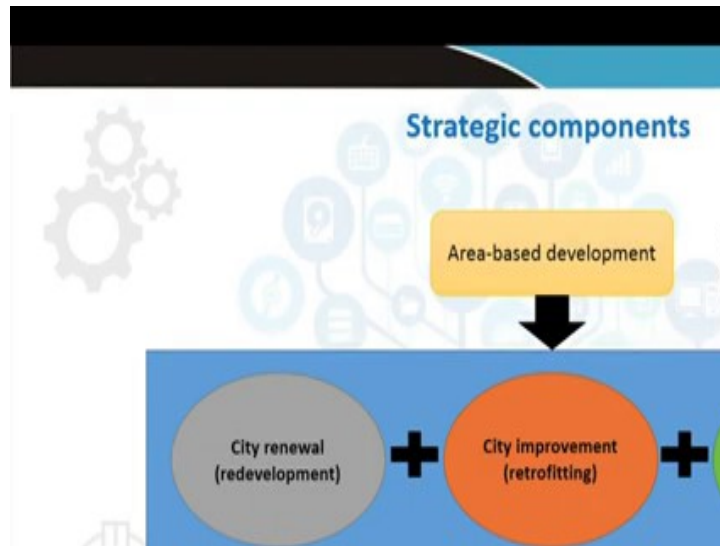 Strategic components
Area-based development
City renewal
(redevelopment)
City improvement
(retrofitting)